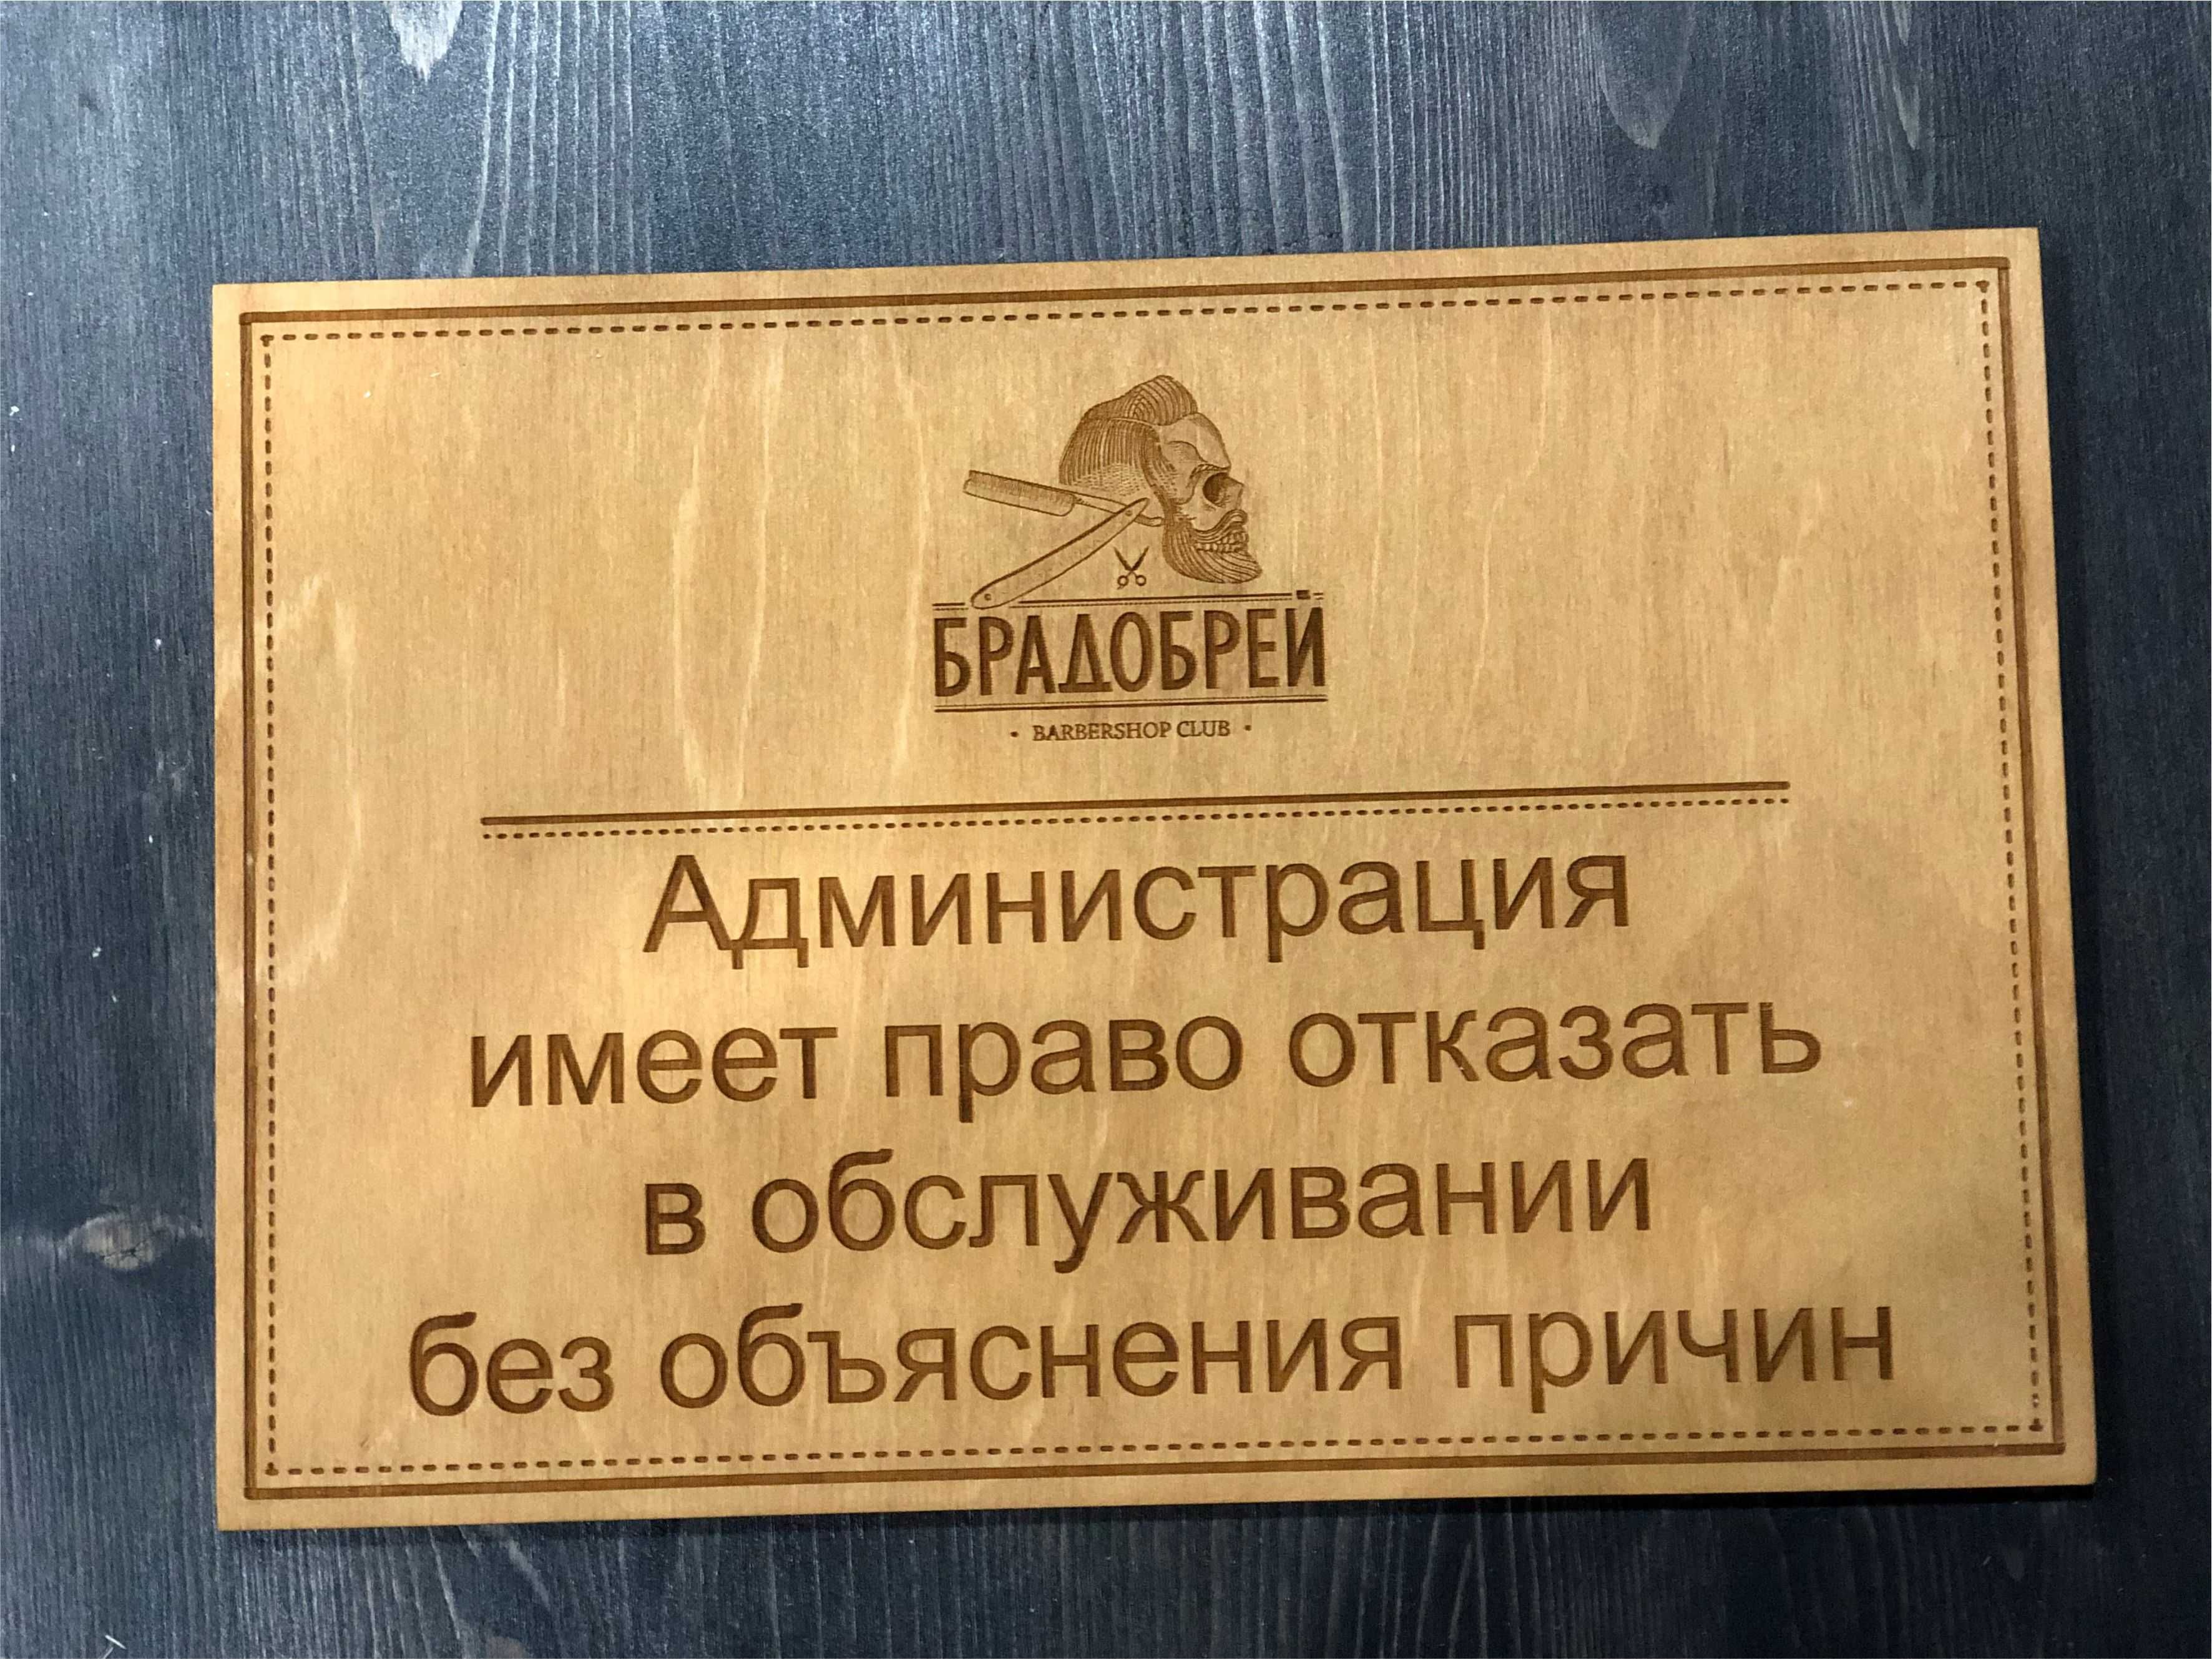 БРАДОБРЕЙ
• BARBERSHOP CLUB •
Администрация
имеет право отказать
в обслуживании
без объяснения причин